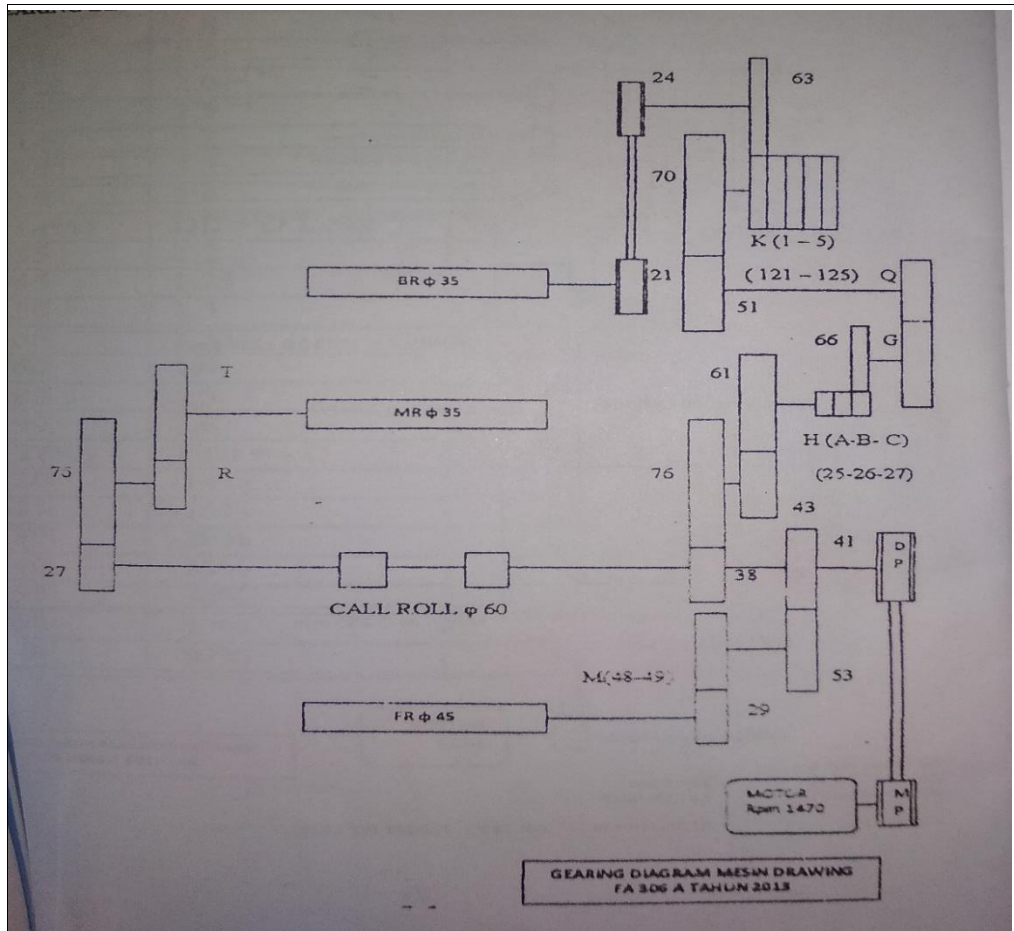 24
63
70
K (1 – 5)
21
(121 – 125)
Q
BR φ 35
51
66
G
61
T
MR φ 35
H (A-B- C)
75
R
76
(25-26-27)
43
41
D
P
27
38
CALL ROLL φ 60
M(48–49)
53
29
FR φ 45
MOTOR
Rpm 1470
M
P
GEARING DIAGRAM MESIN DRAWING
FA 306 A TAHUN 2013